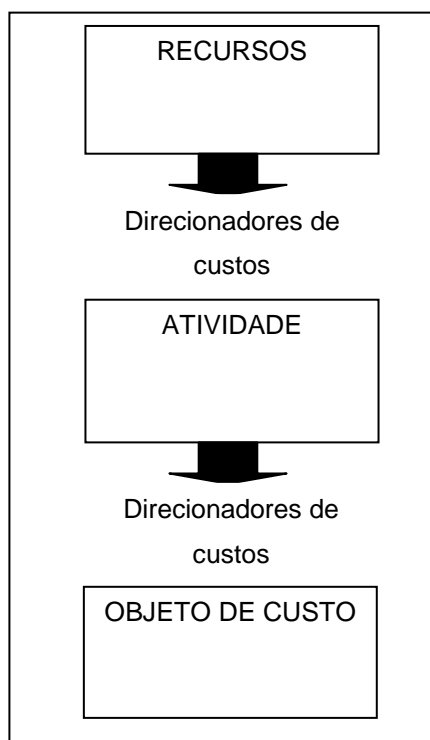 RECURSOS
Direcionadores de
custos
ATIVIDADE
Direcionadores de
custos
OBJETO DE CUSTO